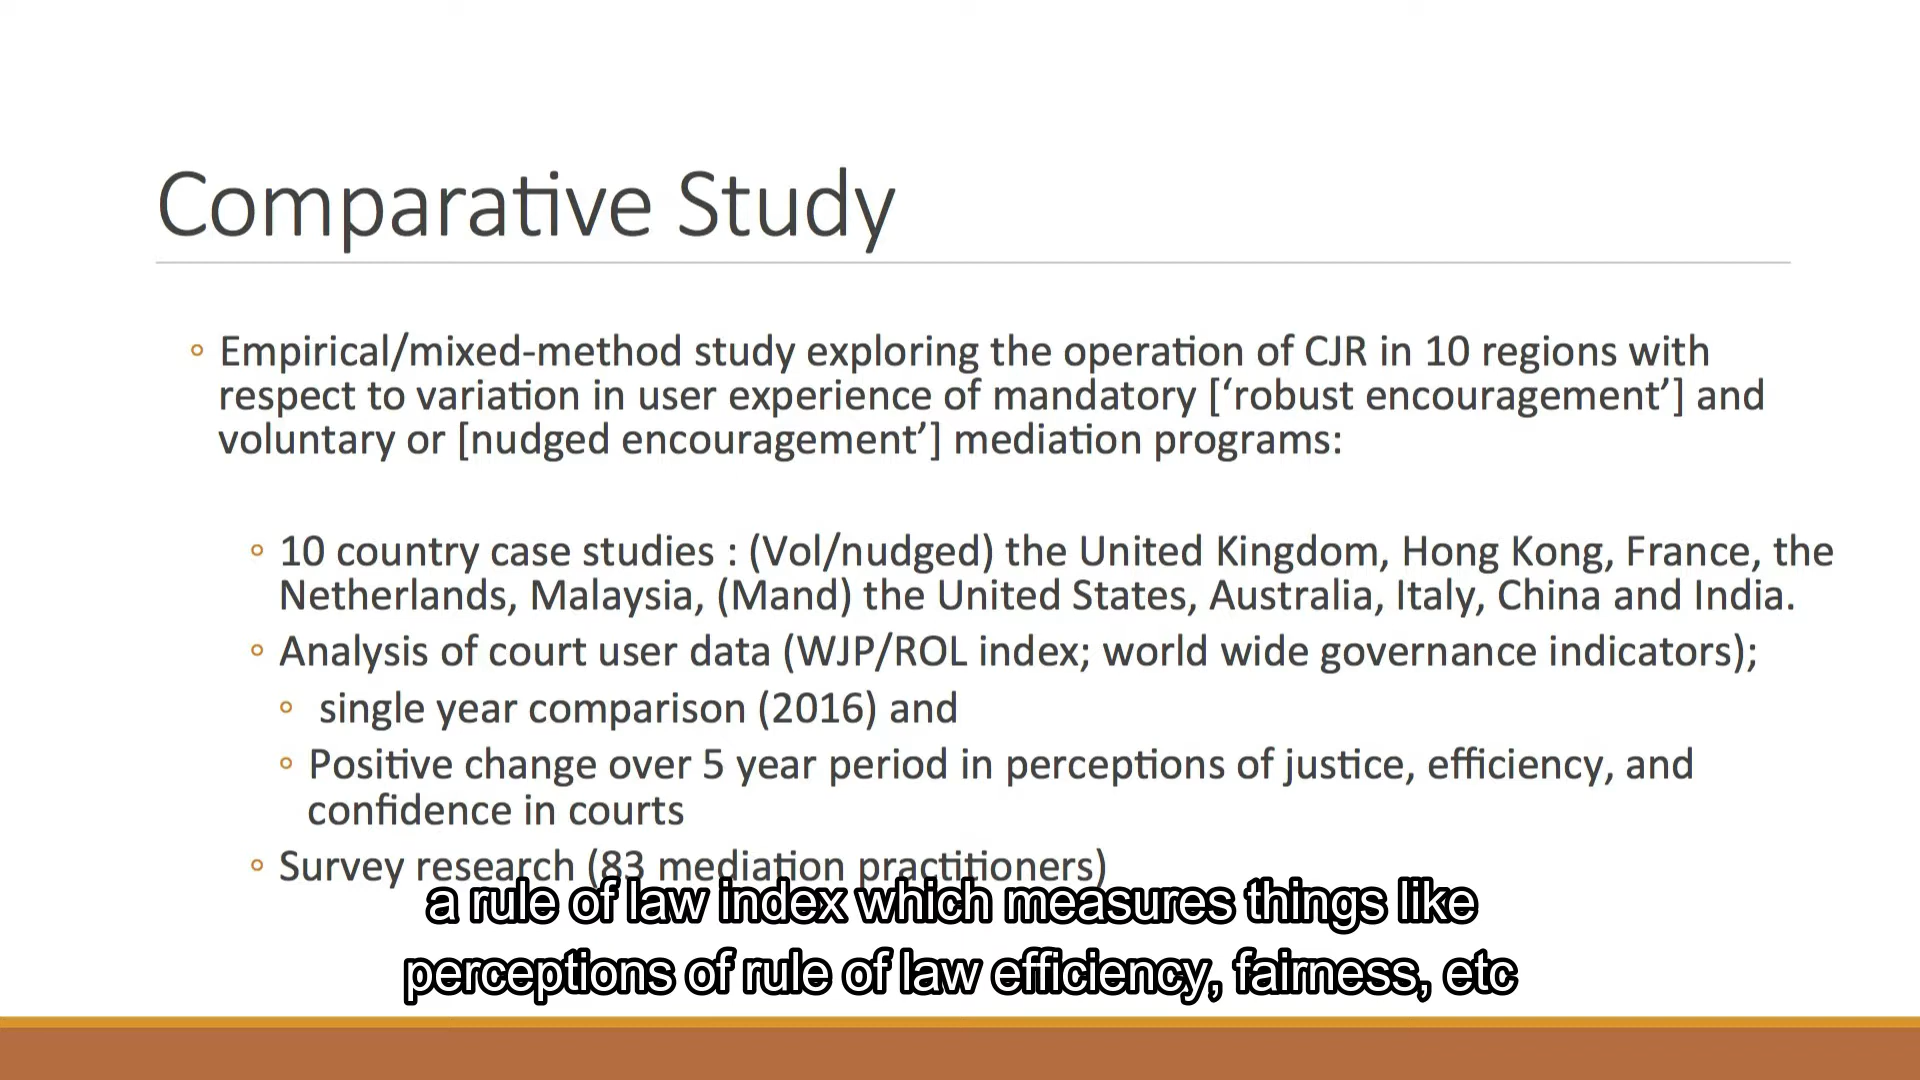 Comparative Study
◦ Empirical/mixed-method study exploring the operation of CJR in 10 regions with
respect to variation in user experience of mandatory [‘robust encouragement’] and
voluntary or [nudged encouragement’] mediation programs:
◦ 10 country case studies : (Vol/nudged) the United Kingdom, Hong Kong, France, the
Netherlands, Malaysia, (Mand) the United States, Australia, Italy, China and India.
◦ Analysis of court user data (WJP/ROL index; world wide governance indicators);
◦ single year comparison (2016) and
◦ Positive change over 5 year period in perceptions of justice, efficiency, and
confidence in courts
◦ Survey research (83 mediation practitioners)
a rule of law index which measures things like
perceptions of rule of law efficiency, fairness, etc